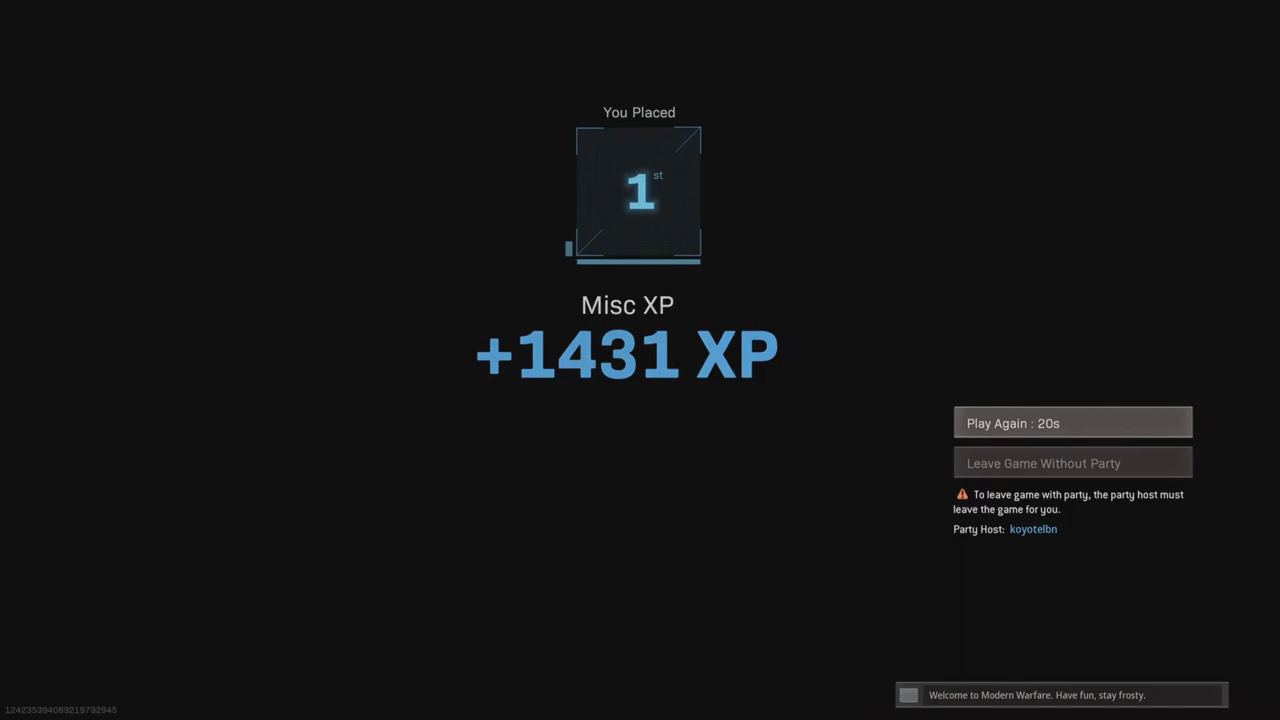 You Placed
1st
Misc XP
+1431 XP
Play Again : 20s
Leave Game Without Party
To leave game with party, the party host must
leave the game for you.
Party Host: koyotelbn
Welcome to Modern Warfare. Have fun, stay frosty.
12423539406921979​2945